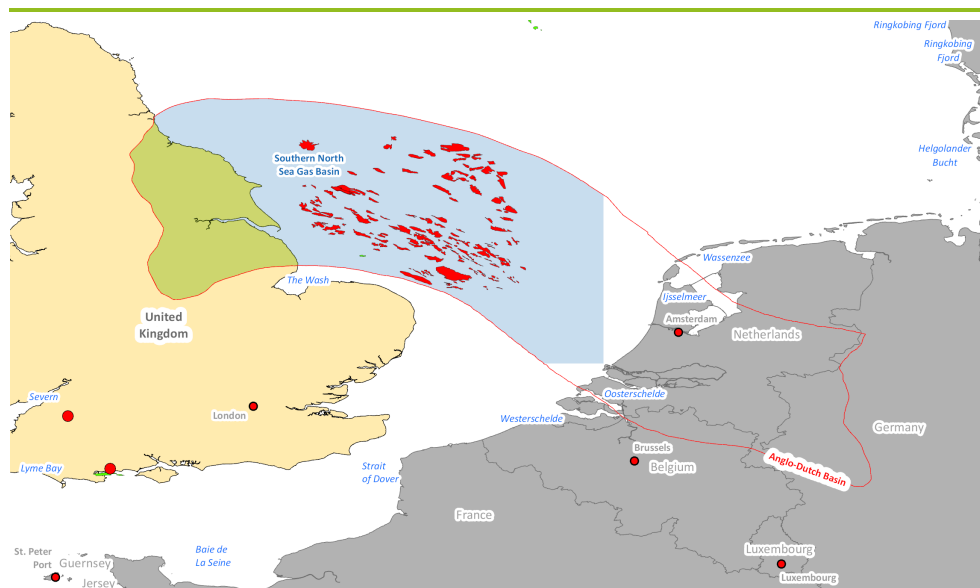 Ringkobing Fjord
Ringkobing
Fjord
Helgolander
Bucht
Southern North
Sea Gas Basin
The Wash
Wassenzee
Ijsselmeer
Amsterdam
Netherlands
United
Kingdom
Severn
London
Oosterschelde
Westerschelde
Germany
Lyme Bay
Strait
of Dover
Brussels
Belgium
Anglo-Dutch Basin
France
St. Peter
Port
Guernsey
Jersey
Baie de
La Seine
Luxembourg
Luxembourg